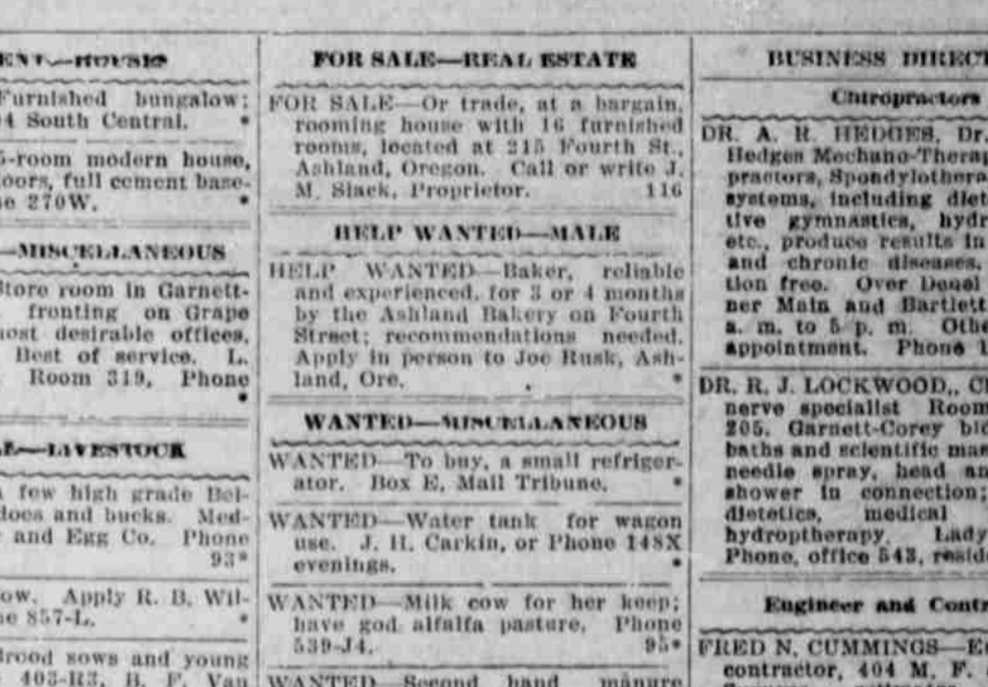 ENT—HOUSES
Furnished bungalow;
4 South Central. *
5-room modern house,
oors, full cement base-
ne 270W. *
—MISCELLANEOUS
Store room in Garnett-
fronting on Grape
most desirable offices,
Best of service. L.
Room 319, Phone
*
LE—LIVESTOCK
few high grade Bel-
does and bucks. Med-
and Egg Co. Phone
93*
ow. Apply R. B. Wil-
ne 857-L. *
Brood sows and young
403-R3, B. F. Van
FOR SALE—REAL ESTATE
FOR SALE—Or trade, at a bargain,
rooming house with 16 furnished
rooms, located at 215 Fourth St.,
Ashland, Oregon. Call or write J.
M. Slack, Proprietor. 116
HELP WANTED—MALE
HELP WANTED—Baker, reliable
and experienced, for 3 or 4 months
by the Ashland Bakery on Fourth
Street; recommendations needed.
Apply in person to Joe Rusk, Ash-
land, Ore. *
WANTED—MISCELLANEOUS
WANTED—To buy, a small refriger-
ator. Box E, Mail Tribune. *
WANTED—Water tank for wagon
use. J. H. Carkin, or Phone 148X
evenings. *
WANTED—Milk cow for her keep;
have god alfalfa pasture. Phone
539-J4. 95*
WANTED—Second hand manure
BUSINESS DIRECT
Chiropractors
DR. A. R. HEDGES, Dr.
Hedges Mechano-Therap
practors, Spondylothera
systems, including diet
tive gymnastics, hydr
etc., produce results in
and chronic diseases.
tion free. Over Deuel
ner Main and Bartlett
a. m. to 5 p. m. Othe
appointment. Phone 1
DR. R. J. LOCKWOOD, C
nerve specialist Room
205, Garnett-Corey bl
baths and scientific mas
needle spray, head an
shower in connection;
dietetics, medical
hydroptherapy. Lady
Phone, office 543, resid
Engineer and Contr
FRED N. CUMMINGS—E
contractor, 404 M. F.